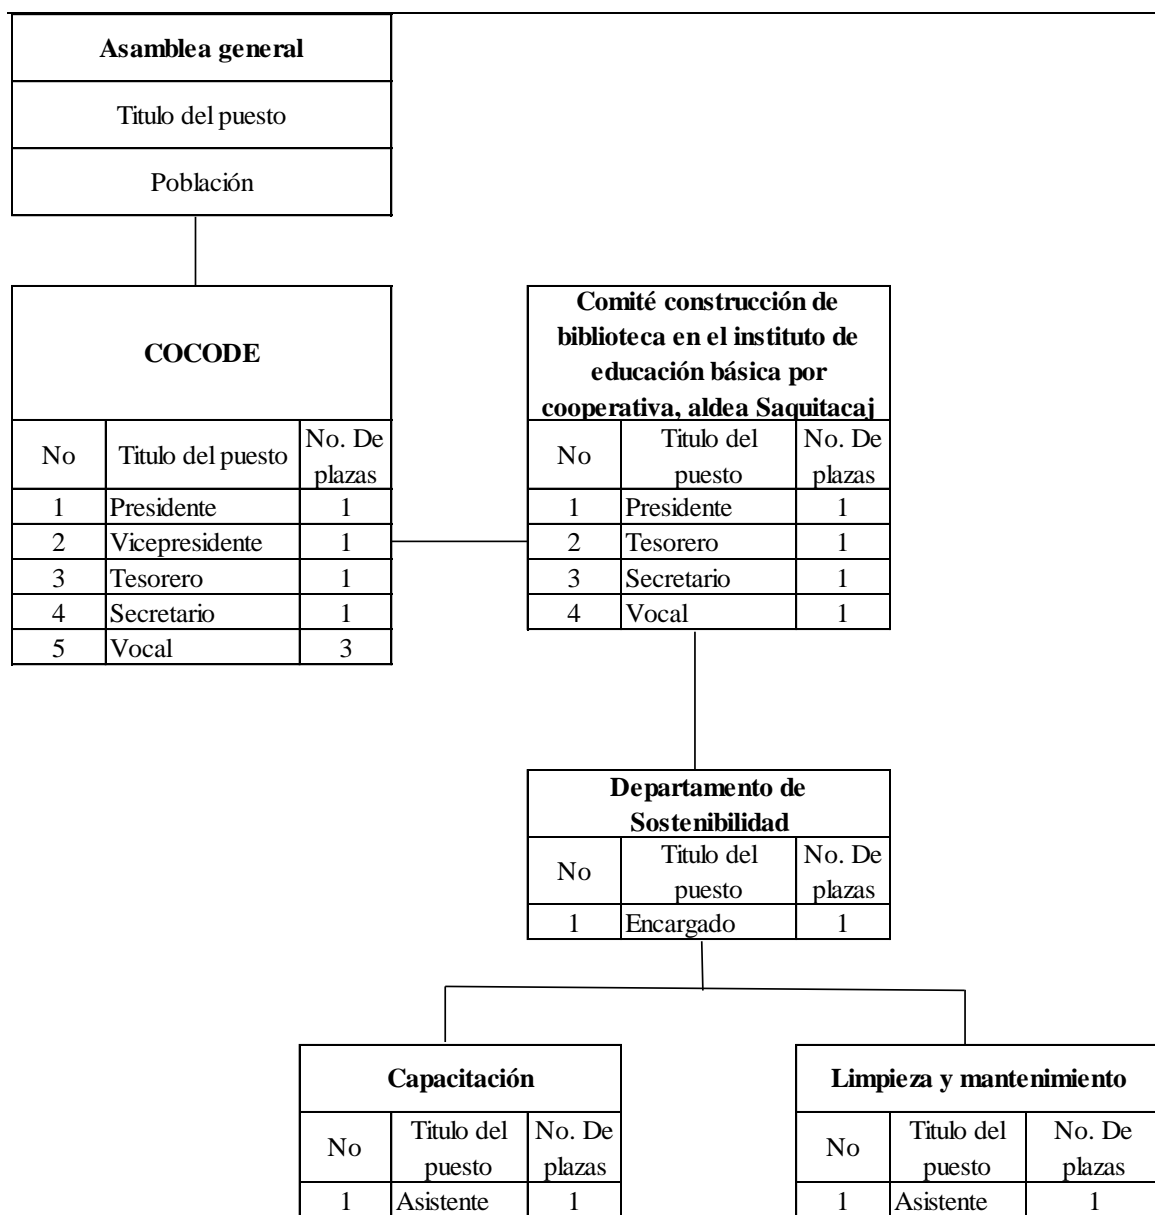 Asamblea general
Titulo del puesto
Población
COCODE
No Titulo del puesto No. De plazas
1 Presidente 1
2 Vicepresidente 1
3 Tesorero 1
4 Secretario 1
5 Vocal 3
Comité construcción de
biblioteca en el instituto de
educación básica por
cooperativa, aldea Saquitacaj
No Titulo del puesto No. De plazas
1 Presidente 1
2 Tesorero 1
3 Secretario 1
4 Vocal 1
Departamento de
Sostenibilidad
No Titulo del puesto No. De plazas
1 Encargado 1
Capacitación
No Titulo del puesto No. De plazas
1 Asistente 1
Limpieza y mantenimiento
No Titulo del puesto No. De plazas
1 Asistente 1